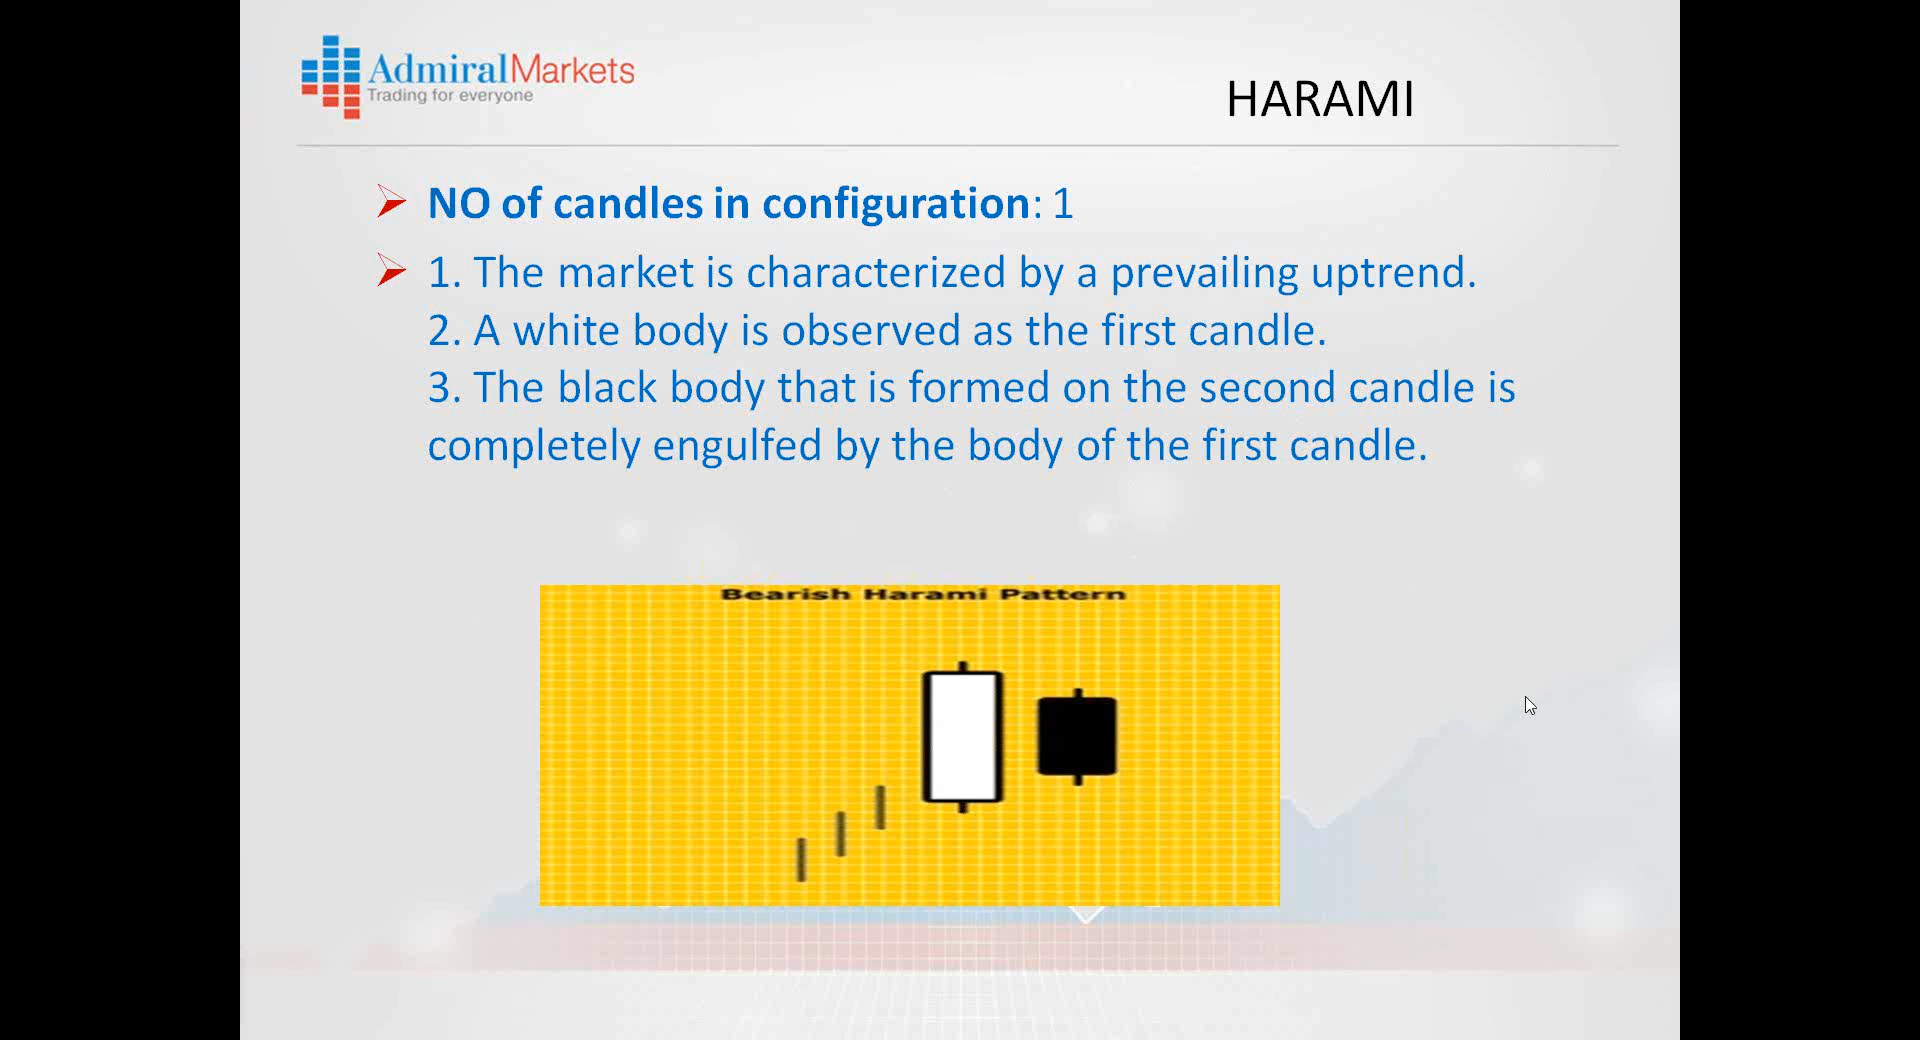 AdmiralMarkets
Trading for everyone
HARAMI
NO of candles in configuration: 1
1. The market is characterized by a prevailing uptrend.
2. A white body is observed as the first candle.
3. The black body that is formed on the second candle is
completely engulfed by the body of the first candle.
Bearish Harami Pattern